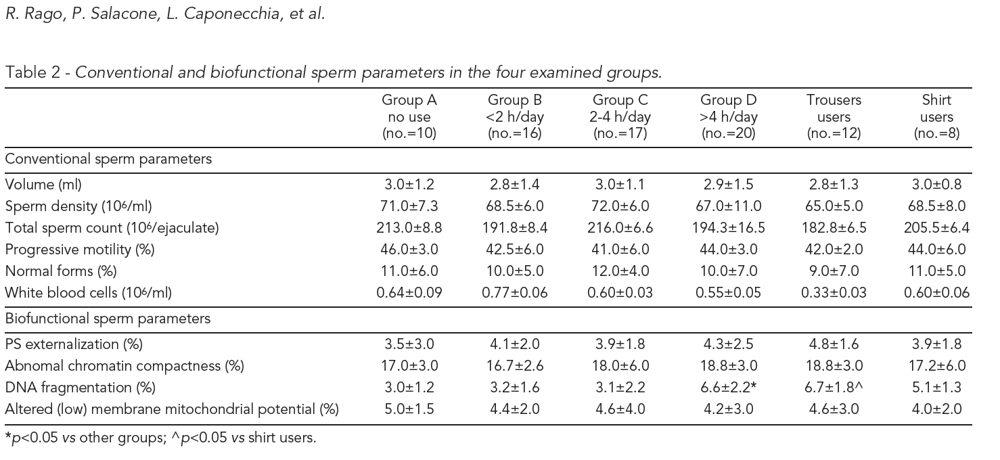 R. Rago, P. Salacone, L. Caponecchia, et al.
Table 2 - Conventional and biofunctional sperm parameters in the four examined groups.
Group A Group B Group C Group D Trousers Shirt
no use <2 h/day 2-4 h/day >4 h/day users users
(no.=10) (no.=16) (no.=17) (no.=20) (no.=12) (no.=8)
Conventional sperm parameters
Volume (ml) 3.0±1.2 2.8±1.4 3.0±1.1 2.9±1.5 2.8±1.3 3.0±0.8
Sperm density (10⁶/ml) 71.0±7.3 68.5±6.0 72.0±6.0 67.0±11.0 65.0±5.0 68.5±8.0
Total sperm count (10⁶/ejaculate) 213.0±8.8 191.8±8.4 216.0±6.6 194.3±16.5 182.8±6.5 205.5±6.4
Progressive motility (%) 46.0±3.0 42.5±6.0 41.0±6.0 44.0±3.0 42.0±2.0 44.0±6.0
Normal forms (%) 11.0±6.0 10.0±5.0 12.0±4.0 10.0±7.0 9.0±7.0 11.0±5.0
White blood cells (10⁶/ml) 0.64±0.09 0.77±0.06 0.60±0.03 0.55±0.05 0.33±0.03 0.60±0.06
Biofunctional sperm parameters
PS externalization (%) 3.5±3.0 4.1±2.0 3.9±1.8 4.3±2.5 4.8±1.6 3.9±1.8
Abnomal chromatin compactness (%) 17.0±3.0 16.7±2.6 18.0±6.0 18.8±3.0 18.8±3.0 17.2±6.0
DNA fragmentation (%) 3.0±1.2 3.2±1.6 3.1±2.2 6.6±2.2* 6.7±1.8^ 5.1±1.3
Altered (low) membrane mitochondrial potential (%) 5.0±1.5 4.4±2.0 4.6±4.0 4.2±3.0 4.6±3.0 4.0±2.0
*p<0.05 vs other groups; ^p<0.05 vs shirt users.